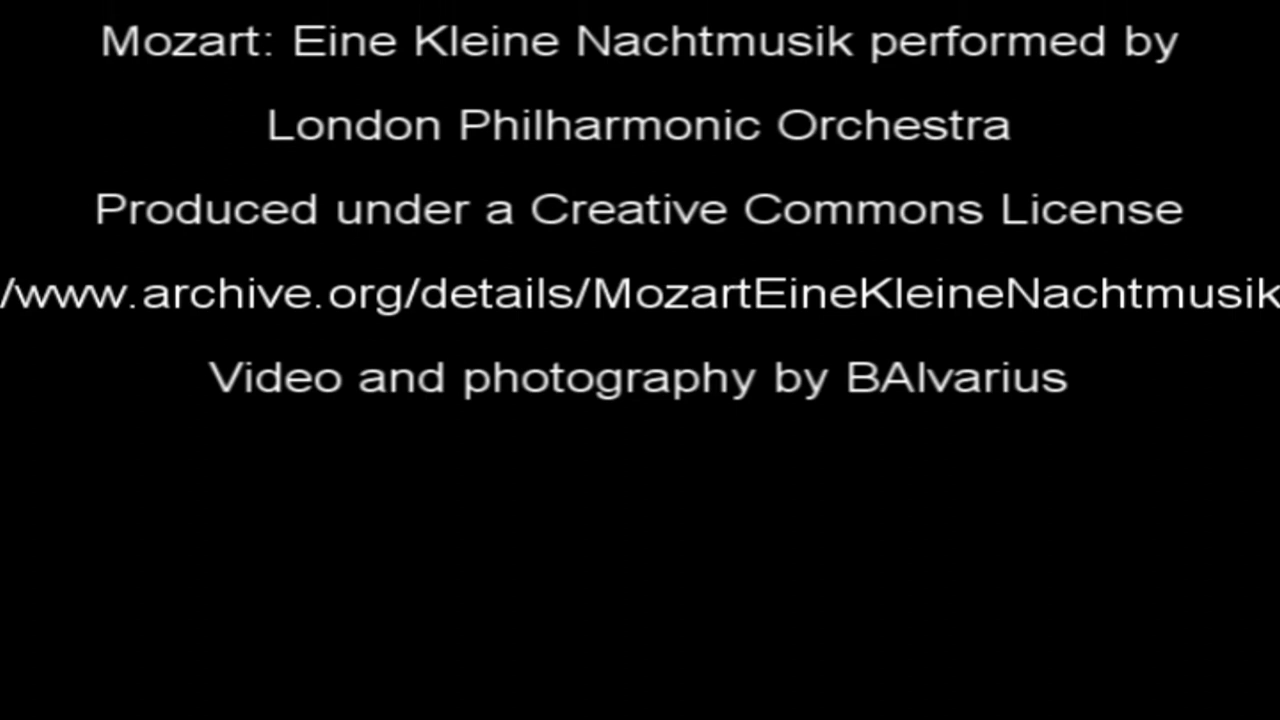 Mozart: Eine Kleine Nachtmusik performed by
London Philharmonic Orchestra
Produced under a Creative Commons License
/www.archive.org/details/MozartEineKleineNachtmusik
Video and photography by BAlvarius